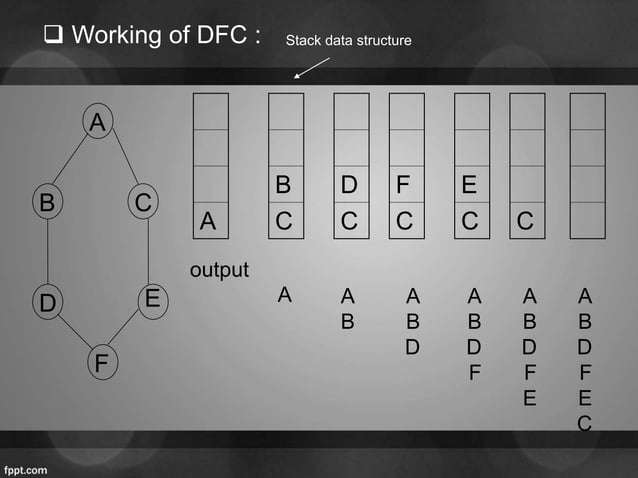 ❑ Working of DFC :
Stack data structure
A
B C
D E
F
B D F E
A C C C C C
output
A A A A A A
B B B B B
D D D D
F F F
E E
C
fppt.com